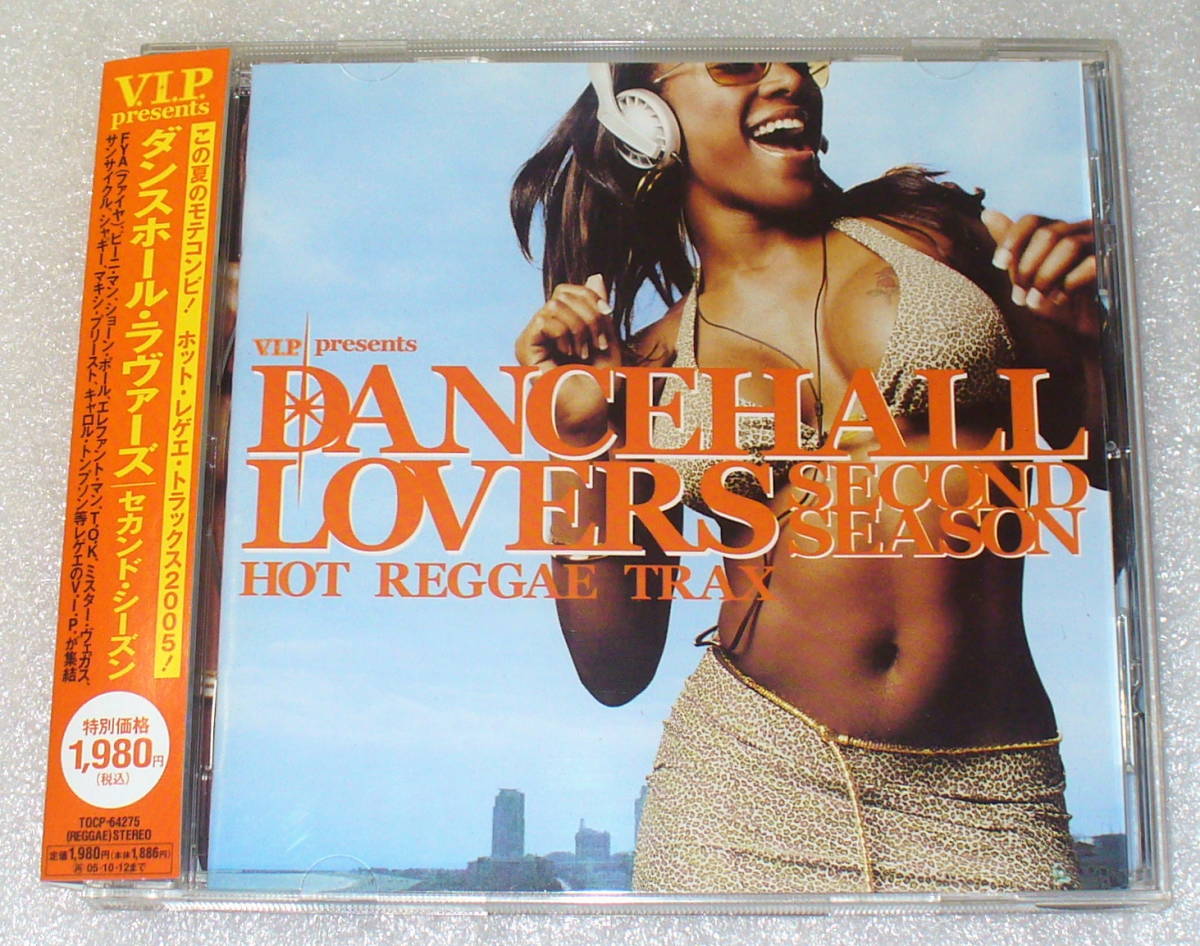 V.I.P.
presents
この夏のモテコンビ! ホット・レゲエ・トラックス2005!
ダンスホール・ラヴァーズ|セカンド・シーズン
FYA(ファイヤ)、ビーニ・マン、ショーン・ポール、エレファント・マン、T.O.K、ミスター・ヴェガス、
サンサイクル、シャギー、マキシ・プリースト、キャロル・トンプソン等レゲエのV.I.P.が集結
特別価格
1,980円
(税込)
TOCP-64275
(REGGAE) STEREO
定価1,980円(本体1,886円)
再 05・10・12まで
V.I.P. presents
DANCEHALL
LOVERS SECOND
SEASON
HOT REGGAE TRAX